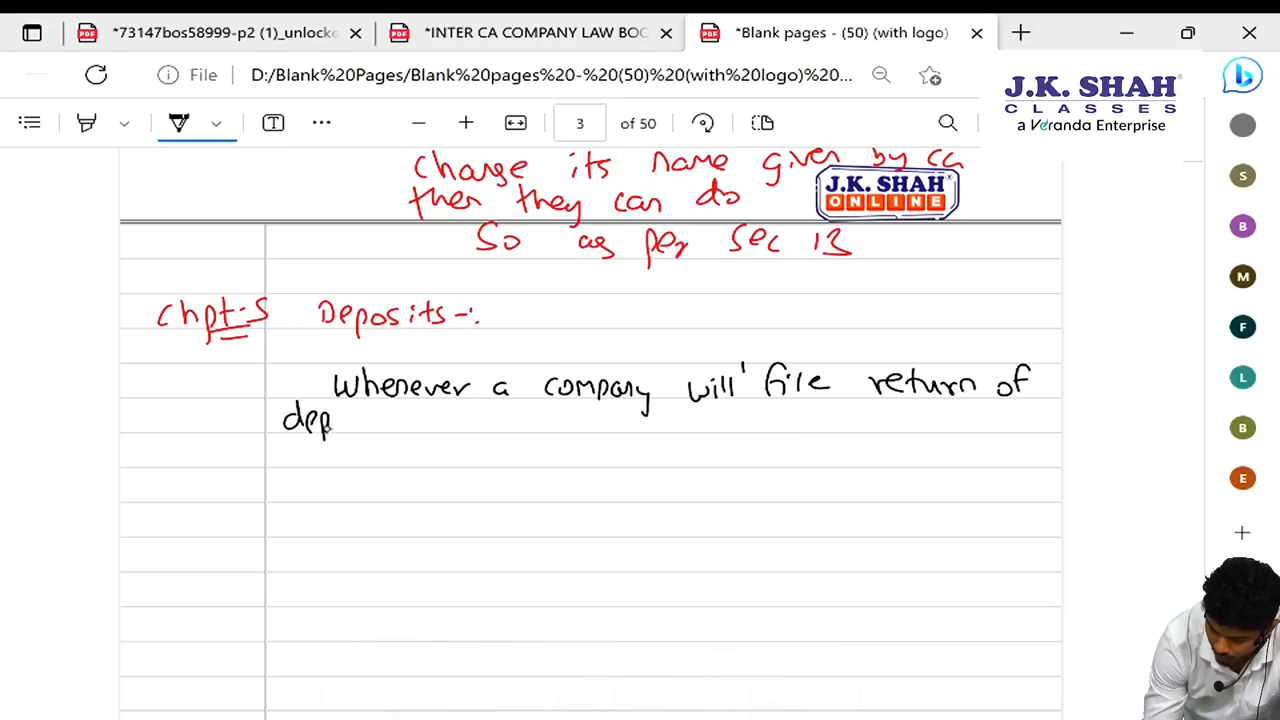 *73147bos58999-p2 (1)_unlocke
*INTER CA COMPANY LAW BOC
*Blank pages - (50) (with logo)
File
D:/Blank%20Pages/Blank%20pages%20-%20(50)%20(with%20logo)%20...
J.K. SHAH
CLASSES
a Veranda Enterprise
3 of 50
change its name given by CG
then they can do
J.K. SHAH
ONLINE
So as per sec 13
Chpt-5 Deposits -:
Whenever a company will' file return of
dep
S
B
M
F
L
B
E